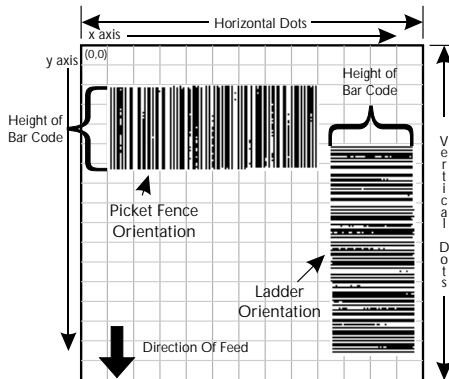 Horizontal Dots
x axis
y axis
(0,0)
Height of
Bar Code
Height of
Bar Code
Vertical Dots
Picket Fence
Orientation
Ladder
Orientation
Direction Of Feed